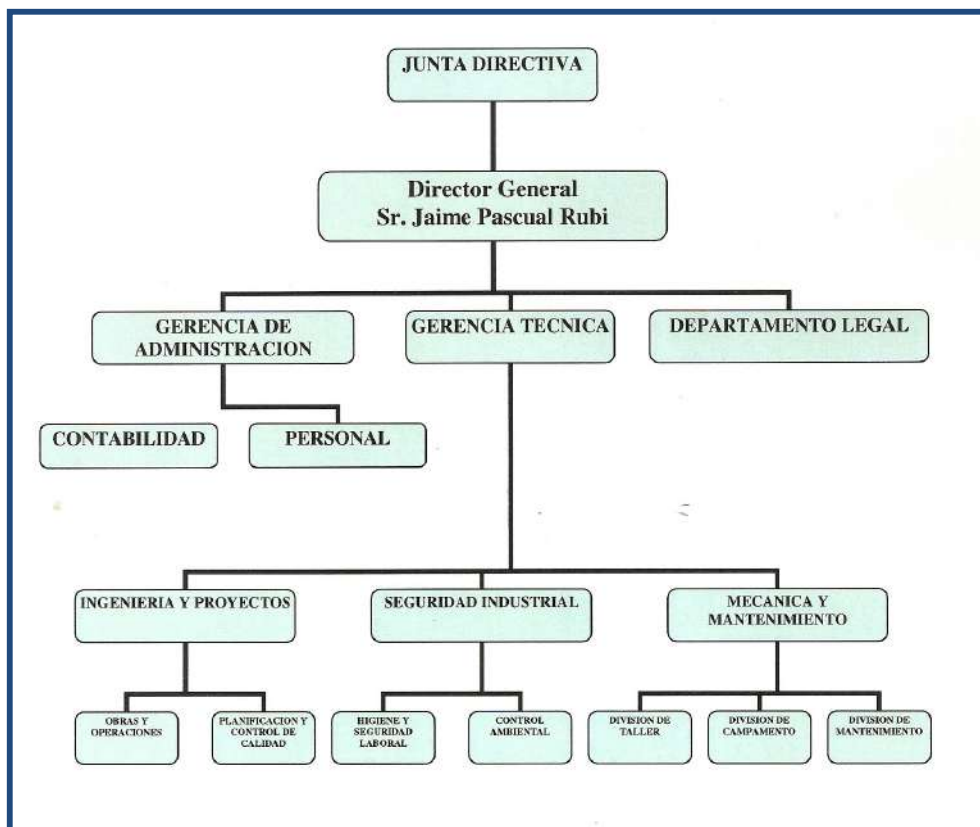 JUNTA DIRECTIVA
Director General
Sr. Jaime Pascual Rubi
GERENCIA DE
ADMINISTRACION
GERENCIA TECNICA
DEPARTAMENTO LEGAL
CONTABILIDAD
PERSONAL
INGENIERIA Y PROYECTOS
SEGURIDAD INDUSTRIAL
MECANICA Y
MANTENIMIENTO
OBRAS Y
OPERACIONES
PLANIFICACION Y
CONTROL DE
CALIDAD
HIGIENE Y
SEGURIDAD
LABORAL
CONTROL
AMBIENTAL
DIVISION DE
TALLER
DIVISION DE
CAMPAMENTO
DIVISION DE
MANTENIMIENTO